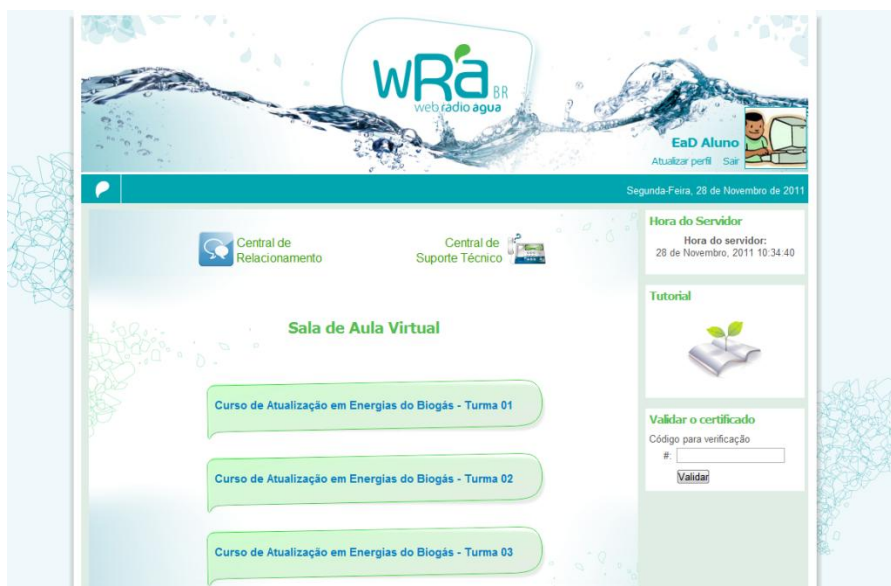 WRa BR
web radio agua
EaD Aluno
Atualizar perfil Sair
Segunda-Feira, 28 de Novembro de 2011
Central de
Relacionamento
Central de
Suporte Técnico
Sala de Aula Virtual
Curso de Atualização em Energias do Biogás - Turma 01
Curso de Atualização em Energias do Biogás - Turma 02
Curso de Atualização em Energias do Biogás - Turma 03
Hora do Servidor
Hora do servidor:
28 de Novembro, 2011 10:34:40
Tutorial
Validar o certificado
Código para verificação
#:
Validar